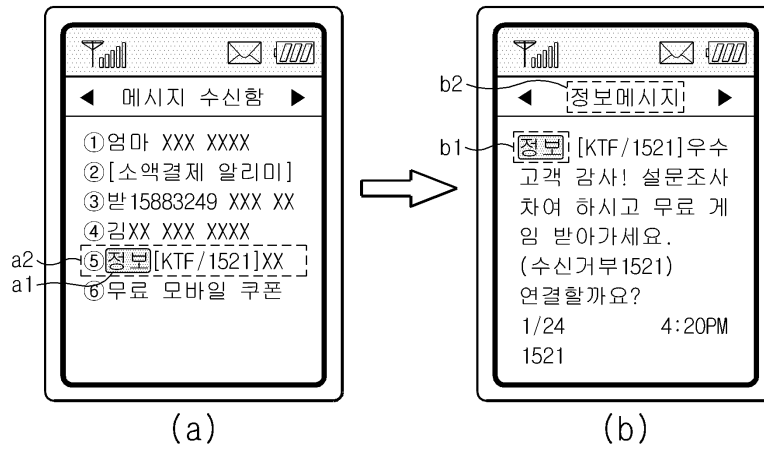 ◀ 메시지 수신함 ▶
①엄마 XXX XXXX
②[소액결제 알리미]
③받15883249 XXX XX
④김XX XXX XXXX
a2 ⑤정보[KTF/1521]XX
a1
⑥무료 모바일 쿠폰
(a)
b2
◀ 정보메시지 ▶
b1 정보 [KTF/1521]우수
고객 감사! 설문조사
차여 하시고 무료 게
임 받아가세요.
(수신거부1521)
연결할까요?
1/24 4:20PM
1521
(b)